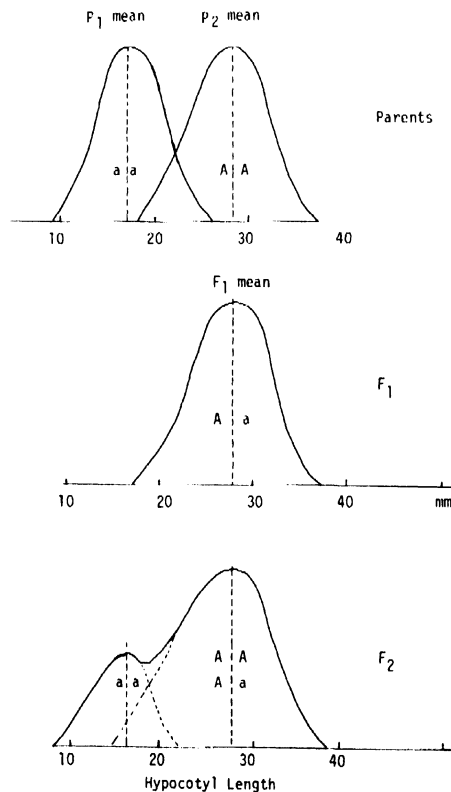 P1 mean P2 mean
Parents
a a A A
10 20 30 40
F1 mean
F1
A a
10 20 30 40 mm
F2
a a A A
A a
10 20 30 40
Hypocotyl Length